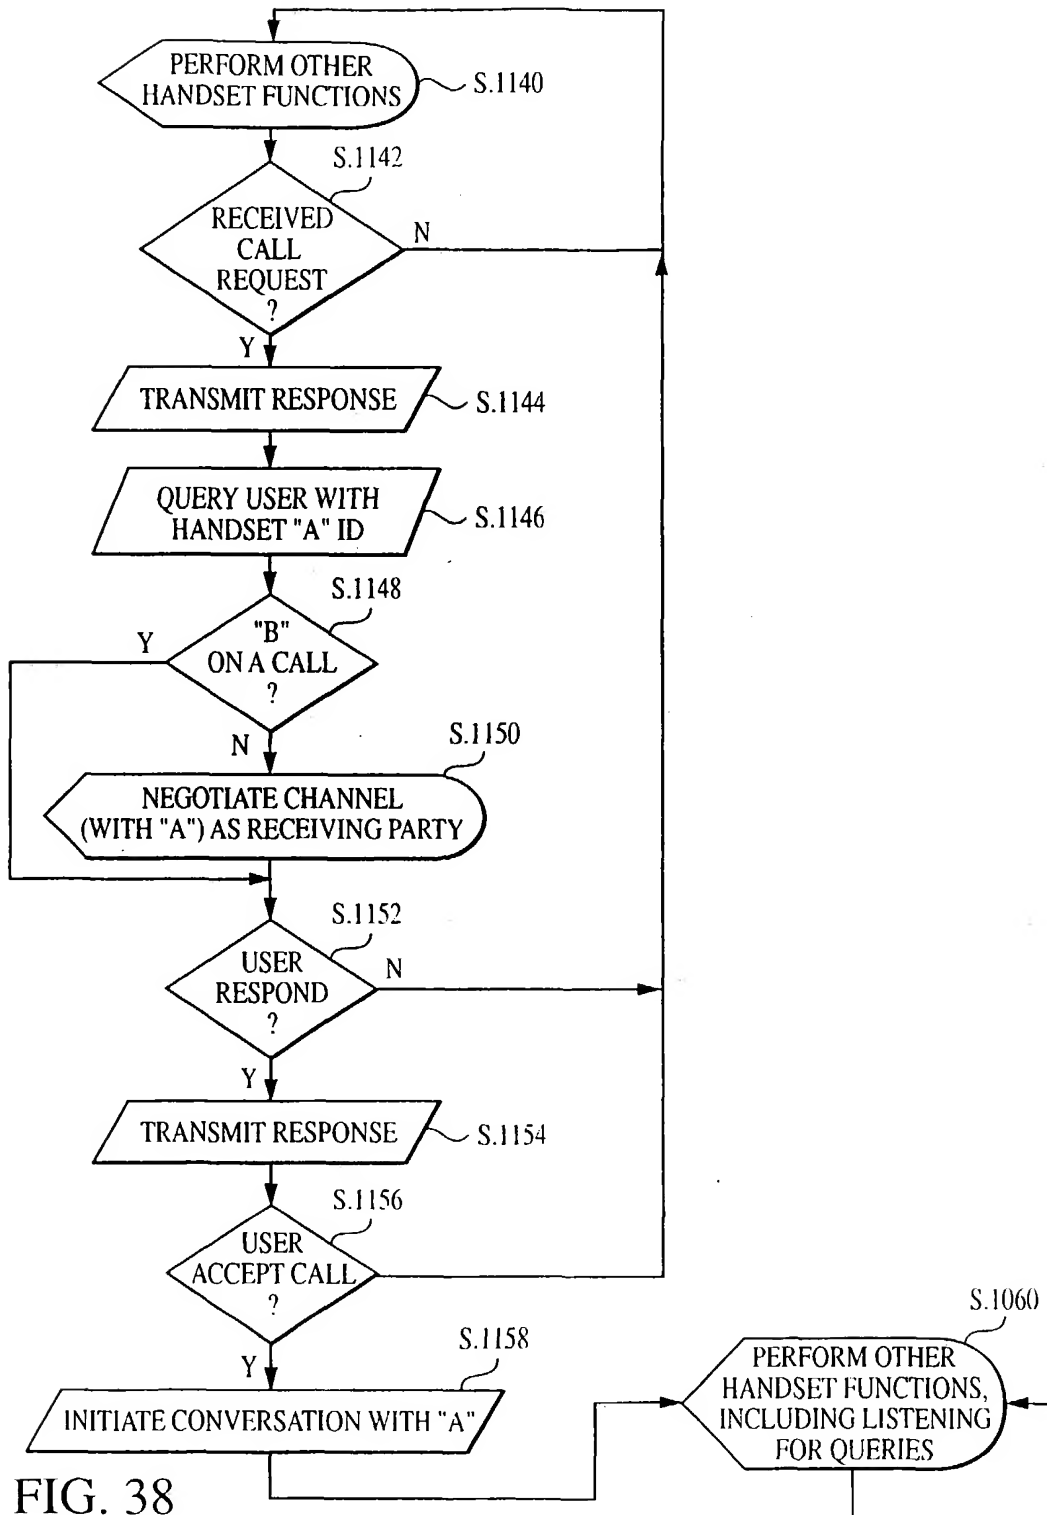 PERFORM OTHER
HANDSET FUNCTIONS
S.1140
S.1142
RECEIVED
CALL
REQUEST
?
N
Y
TRANSMIT RESPONSE
S.1144
QUERY USER WITH
HANDSET "A" ID
S.1146
S.1148
"B"
ON A CALL
?
Y
N
S.1150
NEGOTIATE CHANNEL
(WITH "A") AS RECEIVING PARTY
S.1152
USER
RESPOND
?
N
Y
TRANSMIT RESPONSE
S.1154
S.1156
USER
ACCEPT CALL
?
Y
S.1158
INITIATE CONVERSATION WITH "A"
S.1060
PERFORM OTHER
HANDSET FUNCTIONS,
INCLUDING LISTENING
FOR QUERIES
FIG. 38